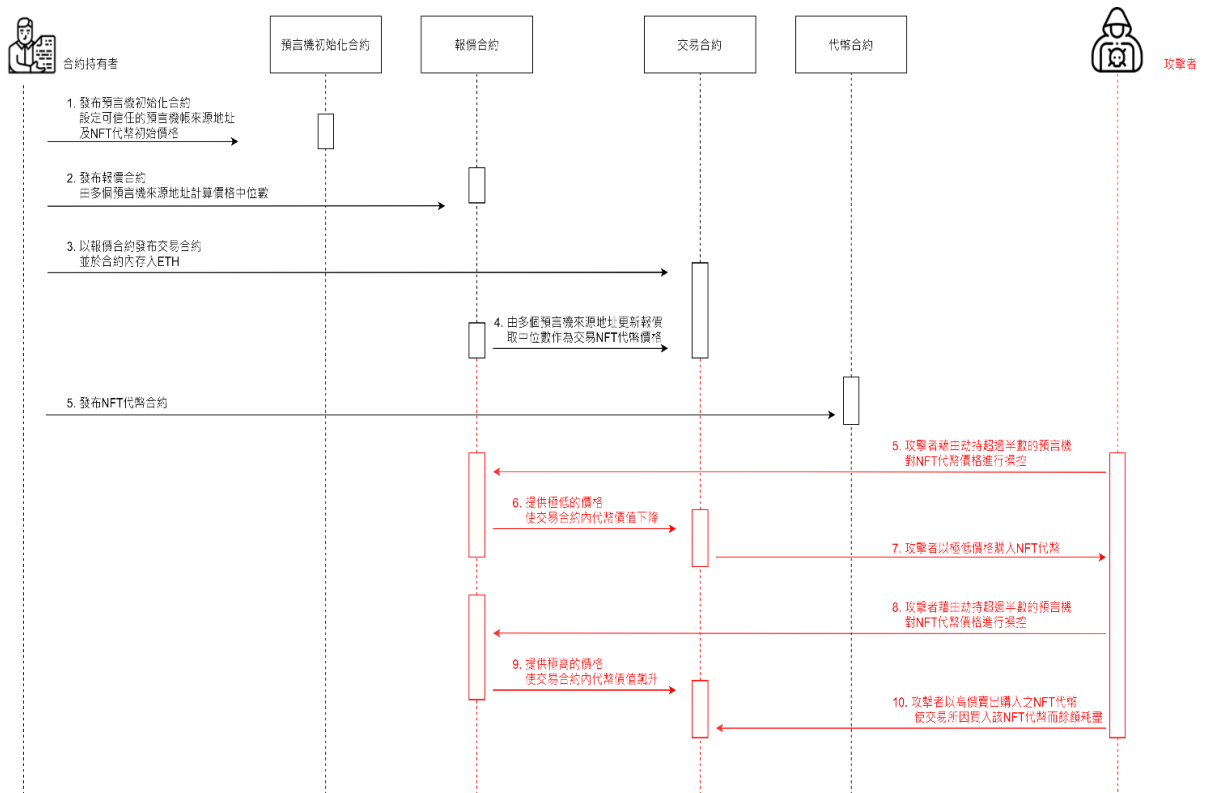 合約持有者
預言機初始化合約
報價合約
交易合約
代幣合約
攻擊者
1. 發布預言機初始化合約
設定可信任的預言機帳來源地址
及NFT代幣初始價格
2. 發布報價合約
由多個預言機來源地址計算價格中位數
3. 以報價合約發布交易合約
並於合約內存入ETH
4. 由多個預言機來源地址更新報價
取中位數作為交易NFT代幣價格
5. 發布NFT代幣合約
5. 攻擊者藉由劫持超過半數的預言機
對NFT代幣價格進行操控
6. 提供極低的價格
使交易合約內代幣價值下降
7. 攻擊者以極低價格購入NFT代幣
8. 攻擊者藉由劫持超過半數的預言機
對NFT代幣價格進行操控
9. 提供極高的價格
使交易合約內代幣價值飆升
10. 攻擊者以高價賣出購入之NFT代幣
使交易所因買入該NFT代幣而餘額耗盡